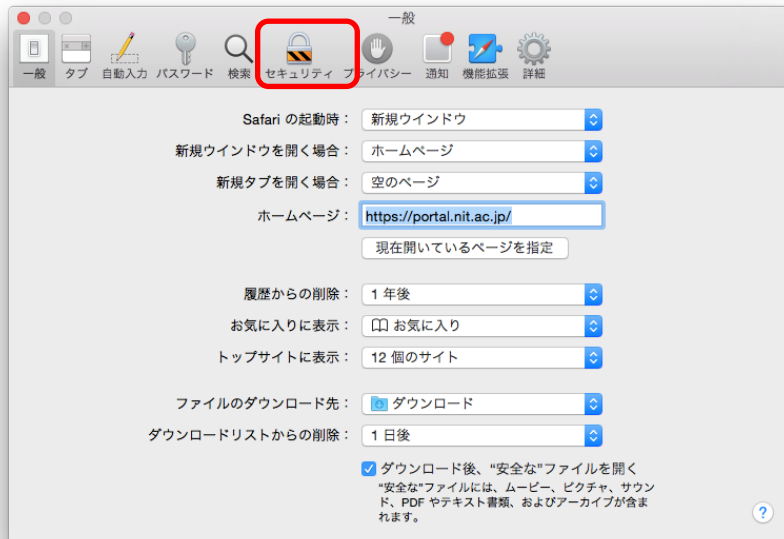 一般
一般 タブ 自動入力 パスワード 検索 セキュリティ プライバシー 通知 機能拡張 詳細
Safari の起動時： 新規ウインドウ
新規ウインドウを開く場合： ホームページ
新規タブを開く場合： 空のページ
ホームページ： https://portal.nit.ac.jp/
現在開いているページを指定
履歴からの削除： 1 年後
お気に入りに表示： お気に入り
トップサイトに表示： 12 個のサイト
ファイルのダウンロード先： ダウンロード
ダウンロードリストからの削除： 1 日後
ダウンロード後、“安全な”ファイルを開く
“安全な”ファイルには、ムービー、ピクチャ、サウン
ド、PDF やテキスト書類、およびアーカイブが含ま
れます。
?